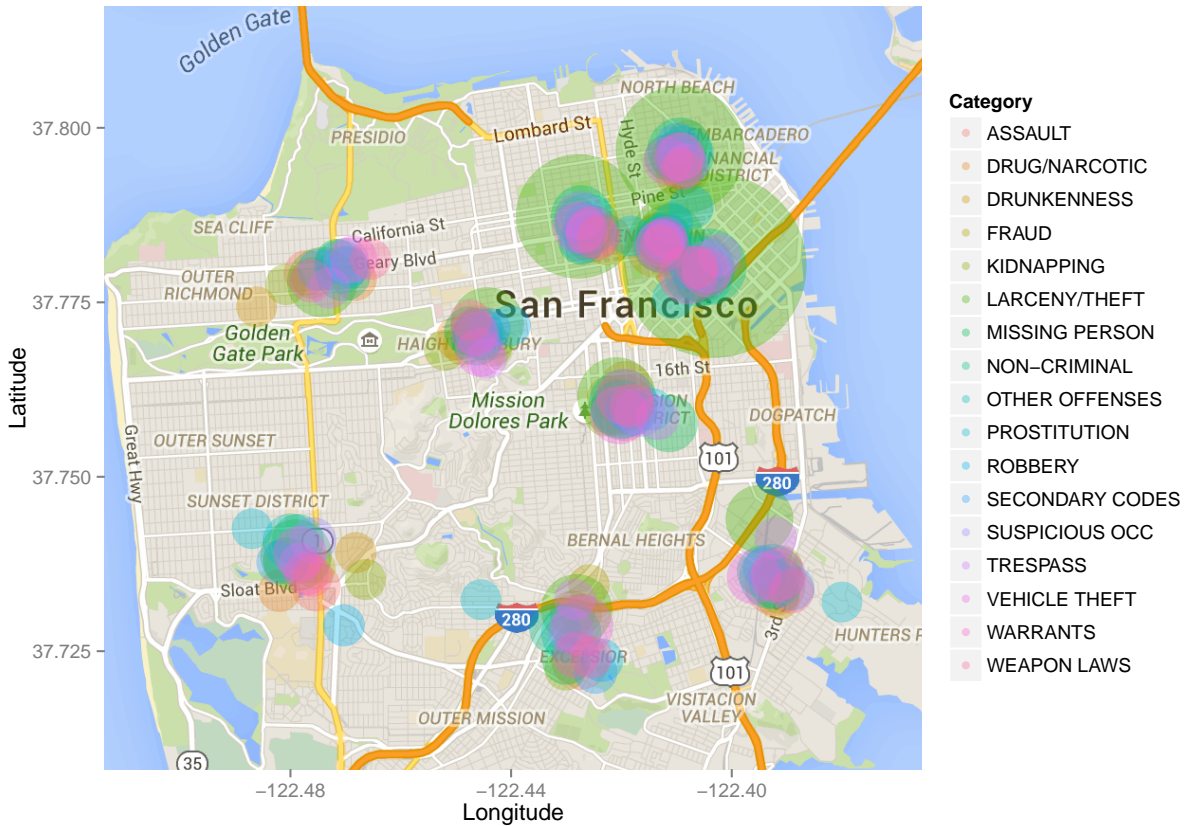 Golden Gate
NORTH BEACH
37.800
PRESIDIO
Lombard St
Hyde St
EMBARCADERO
NANCIAL
DISTRICT
Pine St
SEA CLIFF
California St
Geary Blvd
OUTER
RICHMOND
37.775
San Francisco
Golden
Gate Park
HAIGHT
BURY
16th St
Mission
Dolores Park
ION
RICT
DOGPATCH
Latitude
OUTER SUNSET
Great Hwy
101
37.750
280
SUNSET DISTRICT
1
BERNAL HEIGHTS
Sloat Blvd
280
3rd S
HUNTERS P
37.725
EXCELSIOR
101
VISITACION
VALLEY
OUTER MISSION
35
−122.48
−122.44
−122.40
Longitude
Category
ASSAULT
DRUG/NARCOTIC
DRUNKENNESS
FRAUD
KIDNAPPING
LARCENY/THEFT
MISSING PERSON
NON−CRIMINAL
OTHER OFFENSES
PROSTITUTION
ROBBERY
SECONDARY CODES
SUSPICIOUS OCC
TRESPASS
VEHICLE THEFT
WARRANTS
WEAPON LAWS